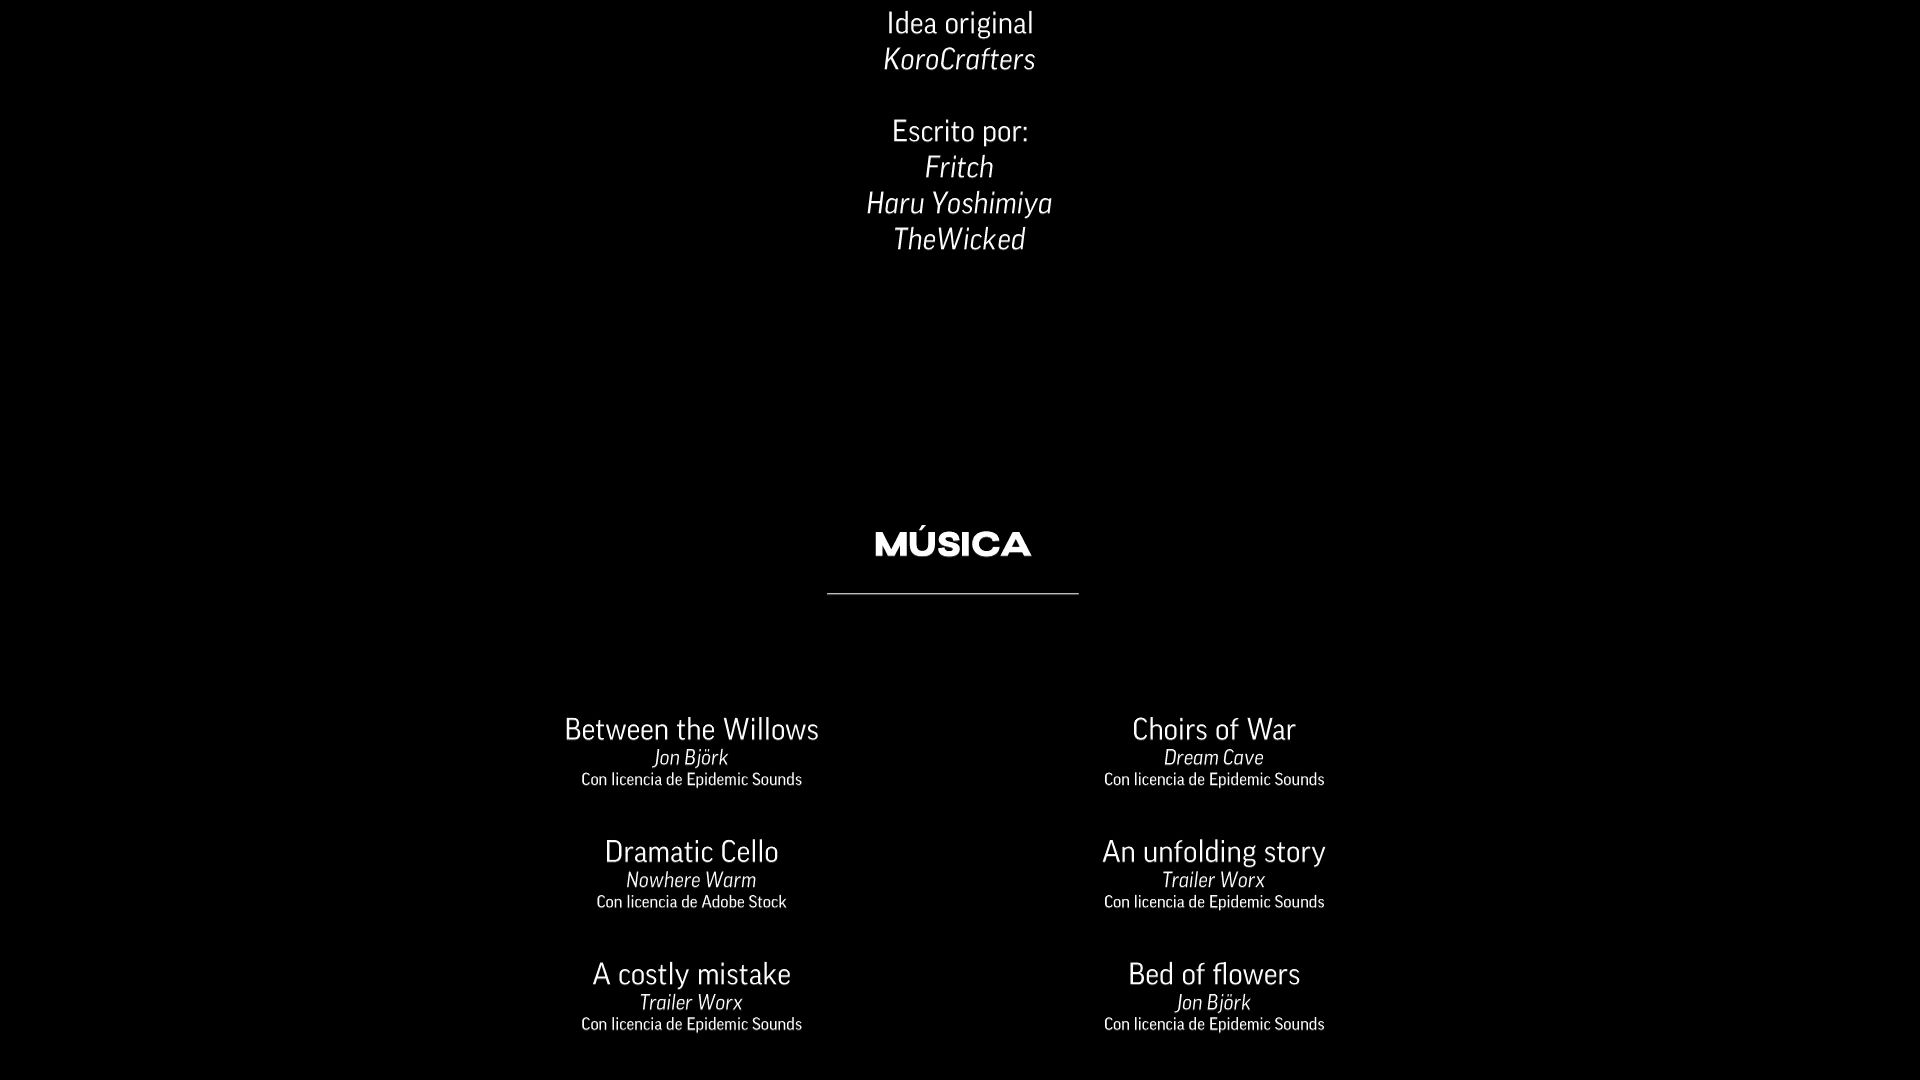 Idea original
KoroCrafters
Escrito por:
Fritch
Haru Yoshimiya
TheWicked
MÚSICA
Between the Willows
Jon Björk
Con licencia de Epidemic Sounds
Choirs of War
Dream Cave
Con licencia de Epidemic Sounds
Dramatic Cello
Nowhere Warm
Con licencia de Adobe Stock
An unfolding story
Trailer Worx
Con licencia de Epidemic Sounds
A costly mistake
Trailer Worx
Con licencia de Epidemic Sounds
Bed of flowers
Jon Björk
Con licencia de Epidemic Sounds